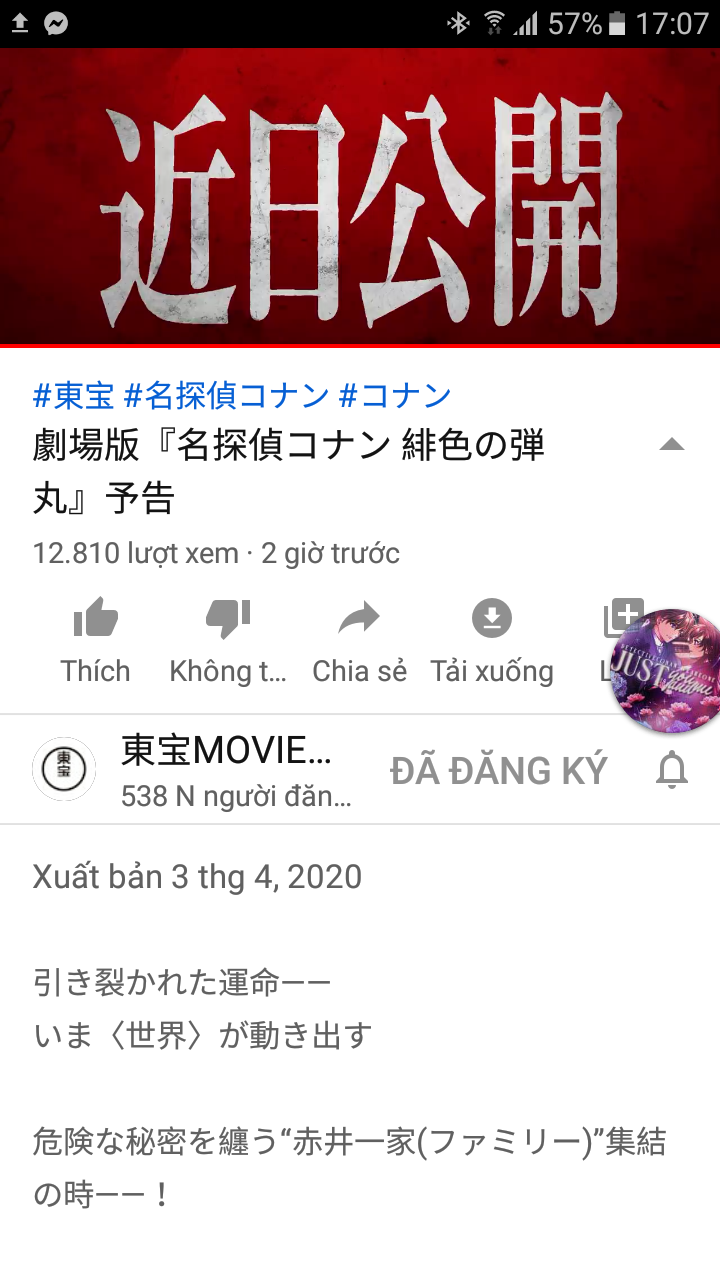 57% 17:07
近日公開
#東宝 #名探偵コナン #コナン
劇場版『名探偵コナン 緋色の弾
丸』予告
12.810 lượt xem · 2 giờ trước
Thích Không t... Chia sẻ Tải xuống L
JUST
東宝MOVIE...
538 N người đăn...
ĐÃ ĐĂNG KÝ
Xuất bản 3 thg 4, 2020
引き裂かれた運命ーー
いま〈世界〉が動き出す
危険な秘密を纏う“赤井一家(ファミリー)”集結
の時ーー！